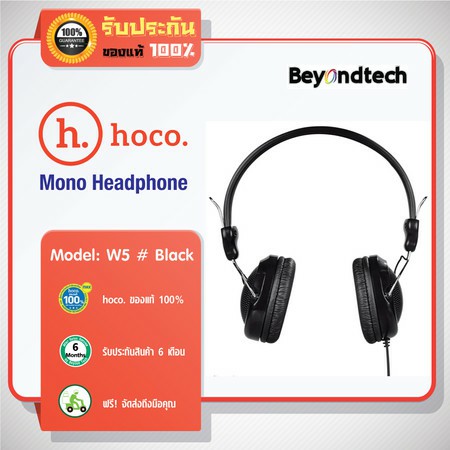 100%
GUARANTEE
รับประกัน
ของแท้ 100%
Beyondtech
h. hoco.
Mono Headphone
Model: W5 # Black
100%
hoco. ของแท้ 100%
6
Months
รับประกันสินค้า 6 เดือน
ฟรี! จัดส่งถึงมือคุณ